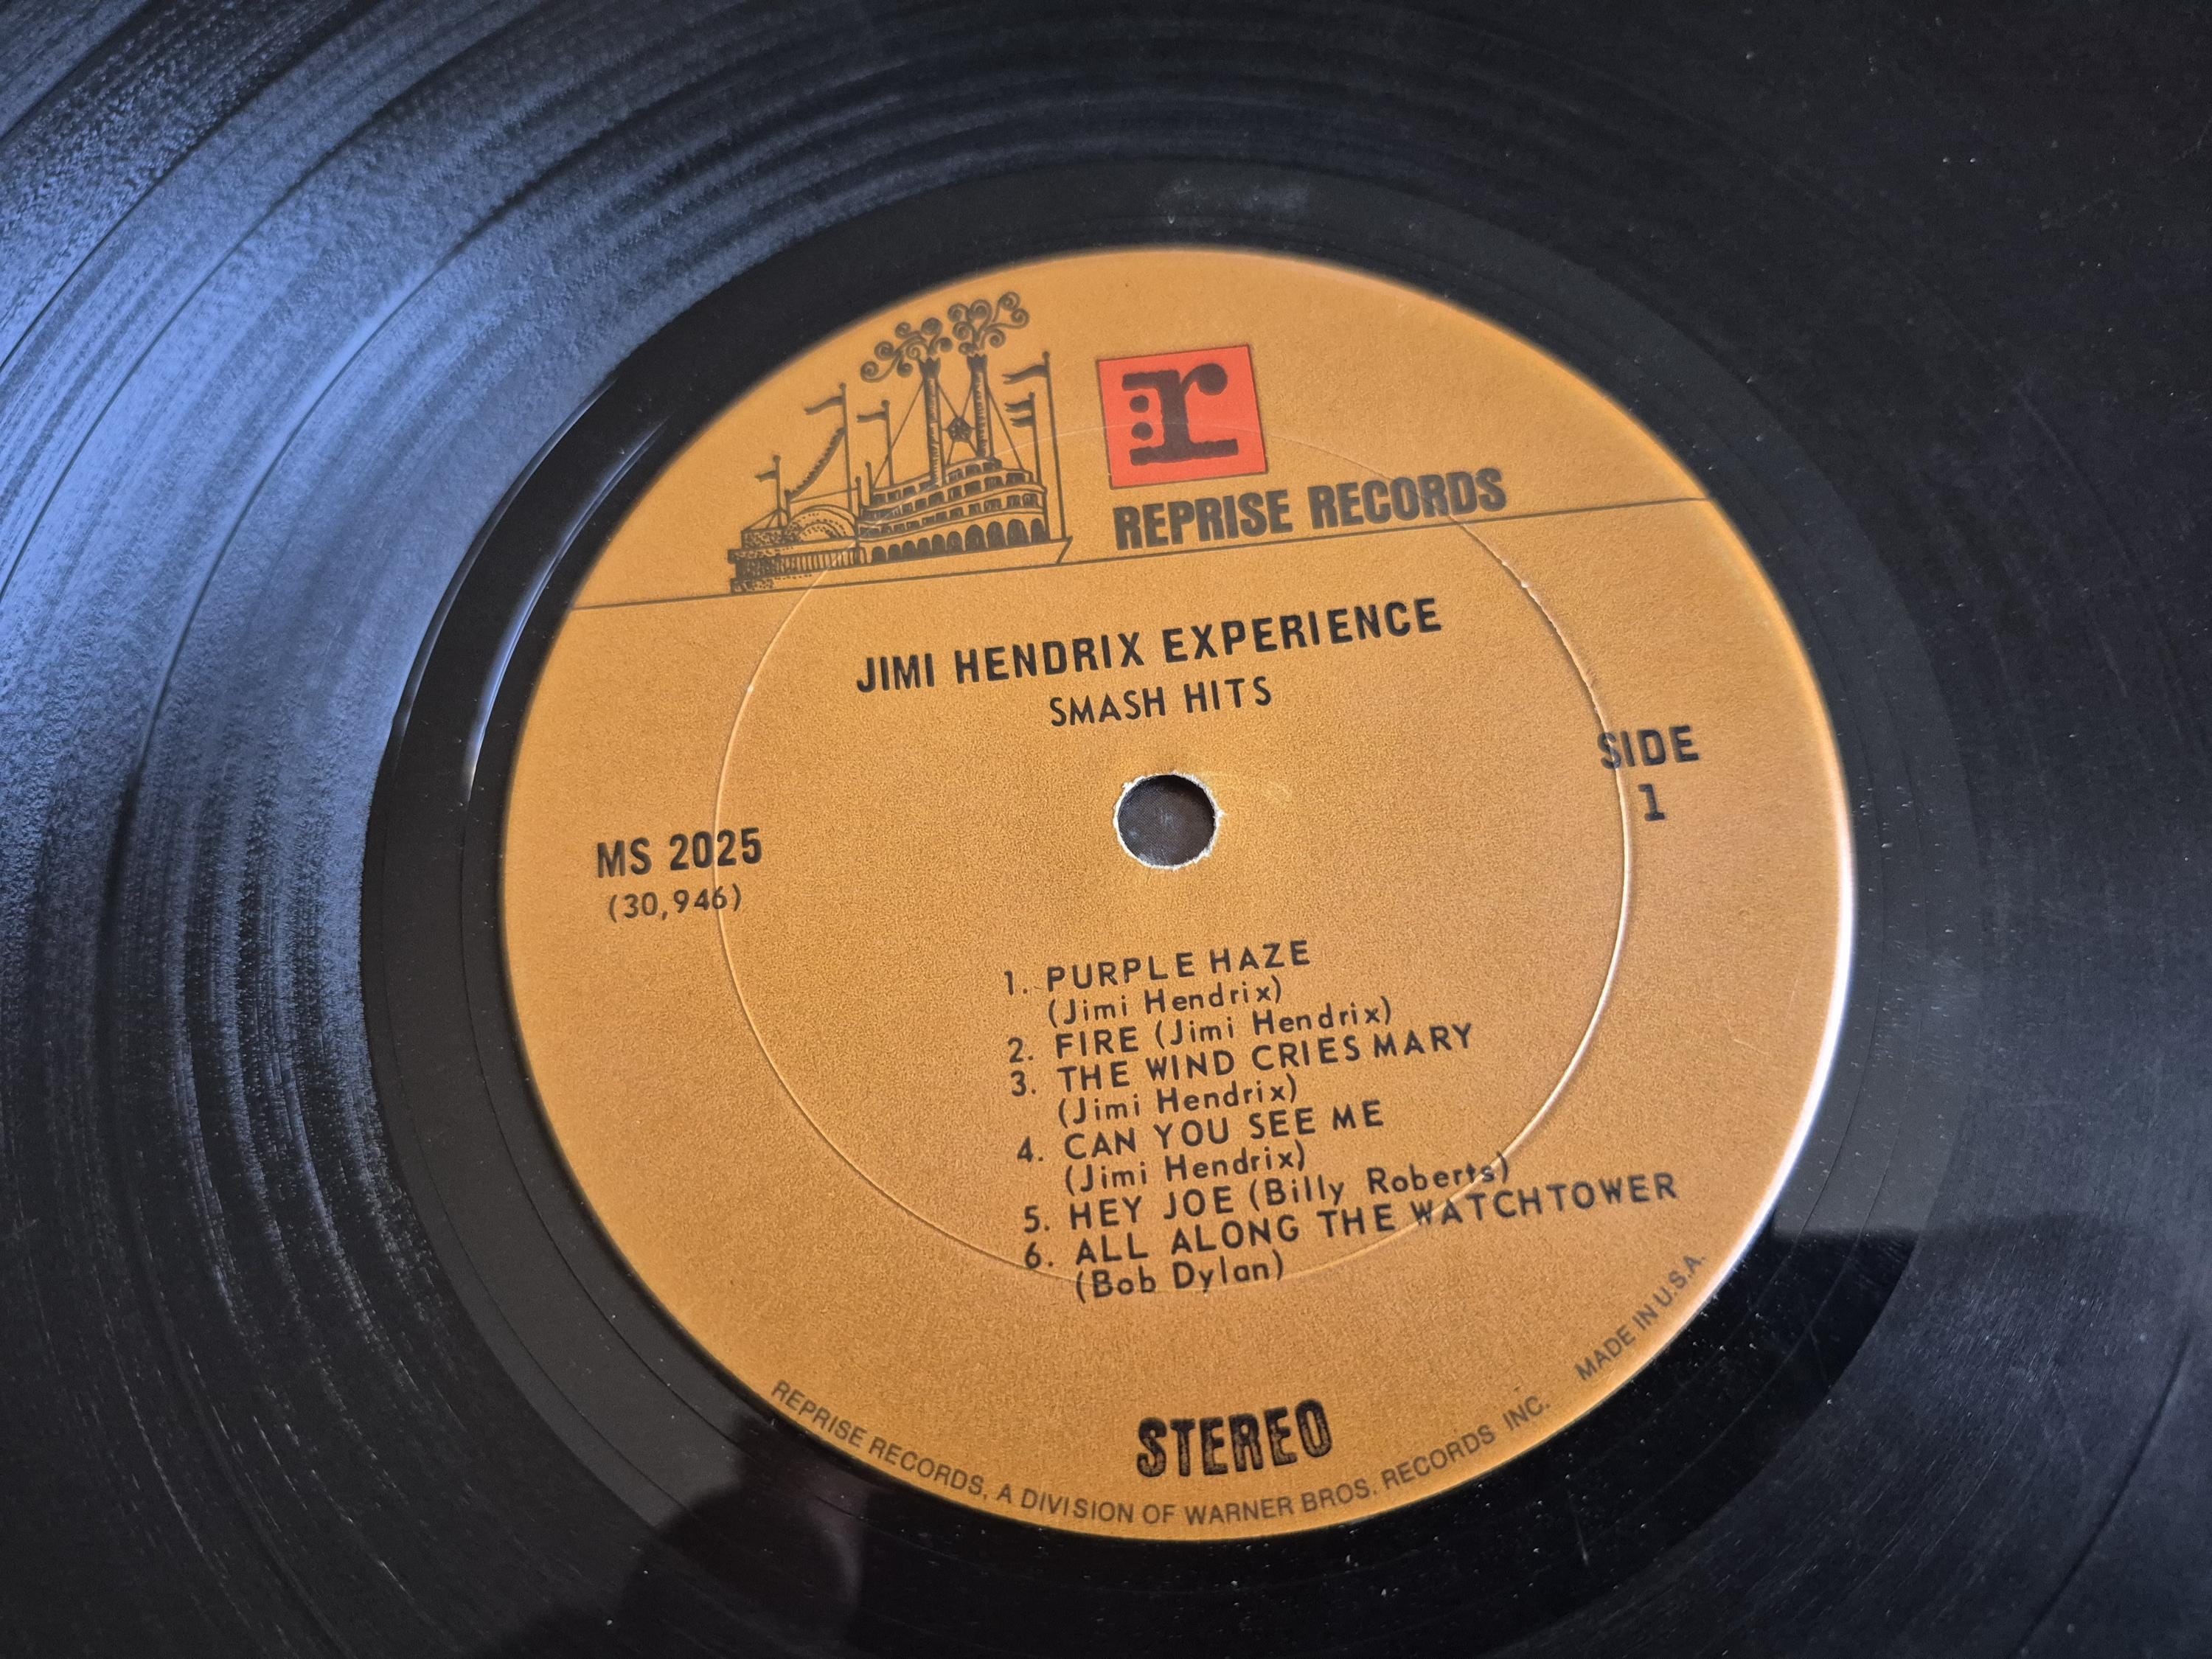 r:
REPRISE RECORDS
JIMI HENDRIX EXPERIENCE
SMASH HITS
SIDE
1
MS 2025
(30,946)
1. PURPLE HAZE
(Jimi Hendrix)
2. FIRE (Jimi Hendrix)
3. THE WIND CRIES MARY
(Jimi Hendrix)
4. CAN YOU SEE ME
(Jimi Hendrix)
5. HEY JOE (Billy Roberts)
6. ALL ALONG THE WATCHTOWER
(Bob Dylan)
STEREO
REPRISE RECORDS, A DIVISION OF WARNER BROS. RECORDS INC. MADE IN U.S.A.